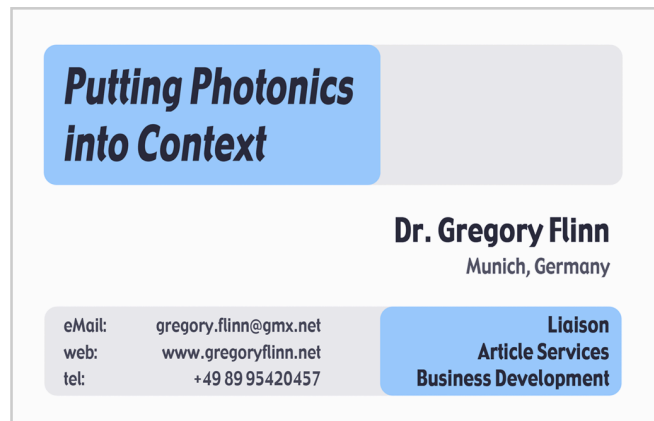 Putting Photonics
into Context
Dr. Gregory Flinn
Munich, Germany
eMail: gregory.flinn@gmx.net
web: www.gregoryflinn.net
tel: +49 89 95420457
Liaison
Article Services
Business Development